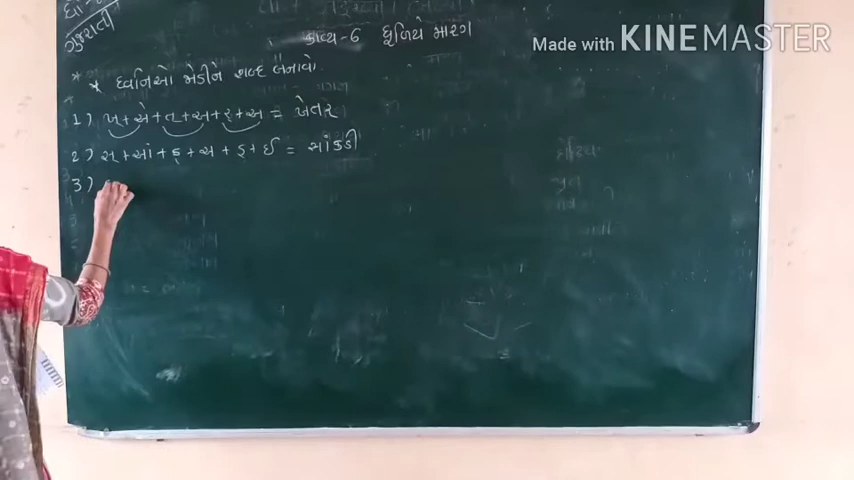 ધો-
ગુજરાતી
કાવ્ય-6 ધૂળિયે મારગ
Made with KINEMASTER
* ધ્વનિઓ જોડીને શબ્દ બનાવો.
1) ખ્+એ+ત્+અ+ર્+અ = ખેતર
2) સ્+આં+ક્+અ+ડ્+ઈ = સાંકડી
3)